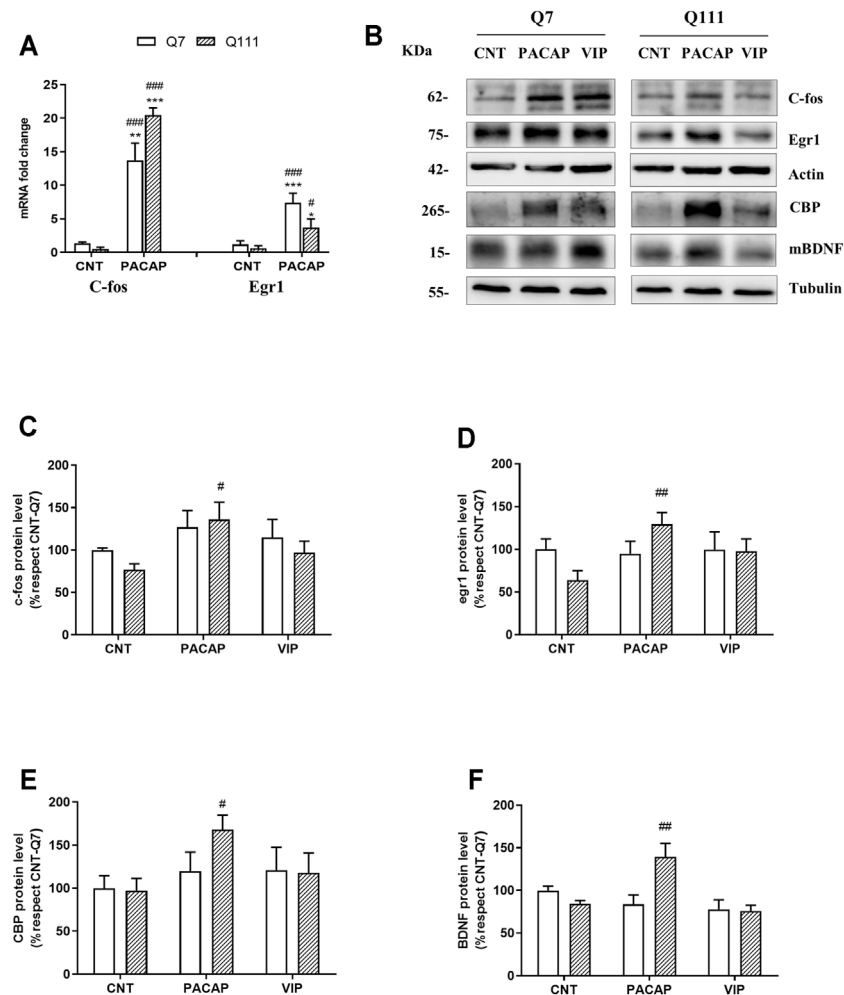 A
Q7 Q111
mRNA fold change
25
20
15
10
5
0
###
**
###
***
###
***
#
*
CNT PACAP CNT PACAP
C-fos Egr1
B
Q7 Q111
KDa CNT PACAP VIP CNT PACAP VIP
62- C-fos
75- Egr1
42- Actin
265- CBP
15- mBDNF
55- Tubulin
C
c-fos protein level
(% respect CNT-Q7)
200
150
100
50
0
#
CNT PACAP VIP
D
egr1 protein level
(% respect CNT-Q7)
200
150
100
50
0
##
CNT PACAP VIP
E
CBP protein level
(% respect CNT-Q7)
200
150
100
50
0
#
CNT PACAP VIP
F
BDNF protein level
(% respect CNT-Q7)
200
150
100
50
0
##
CNT PACAP VIP